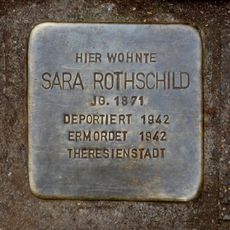 HIER WOHNTE
SARA ROTHSCHILD
JG. 1871
DEPORTIERT 1942
ERMORDET 1942
THERESIENSTADT